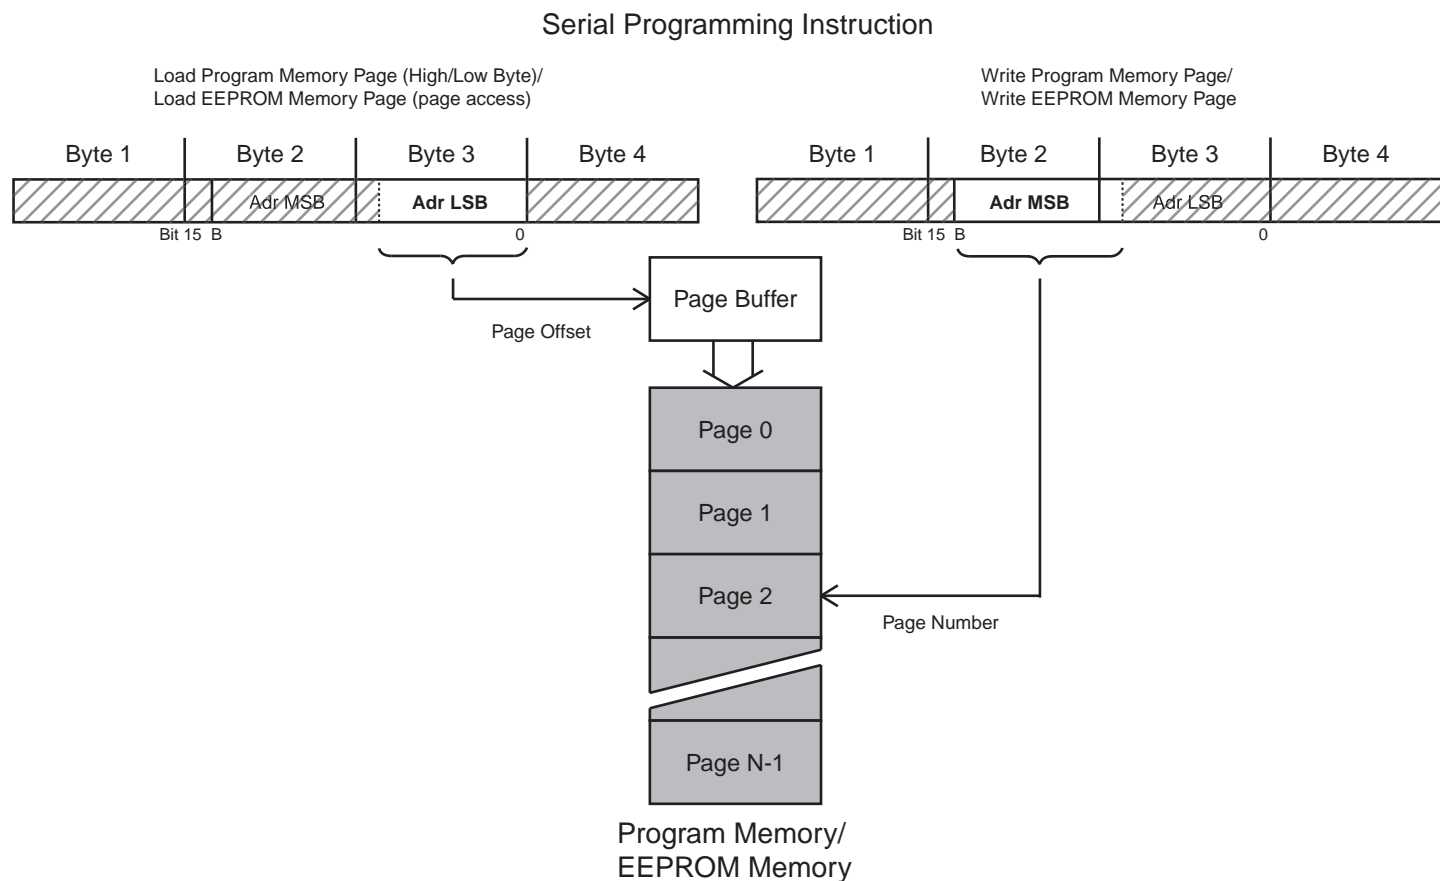 Serial Programming Instruction
Load Program Memory Page (High/Low Byte)/
Load EEPROM Memory Page (page access)
Byte 1 Byte 2 Byte 3 Byte 4
Adr MSB Adr LSB
Bit 15 B 0
Write Program Memory Page/
Write EEPROM Memory Page
Byte 1 Byte 2 Byte 3 Byte 4
Adr MSB Adr LSB
Bit 15 B 0
Page Offset
Page Buffer
Page 0
Page 1
Page 2
Page Number
Page N-1
Program Memory/
EEPROM Memory